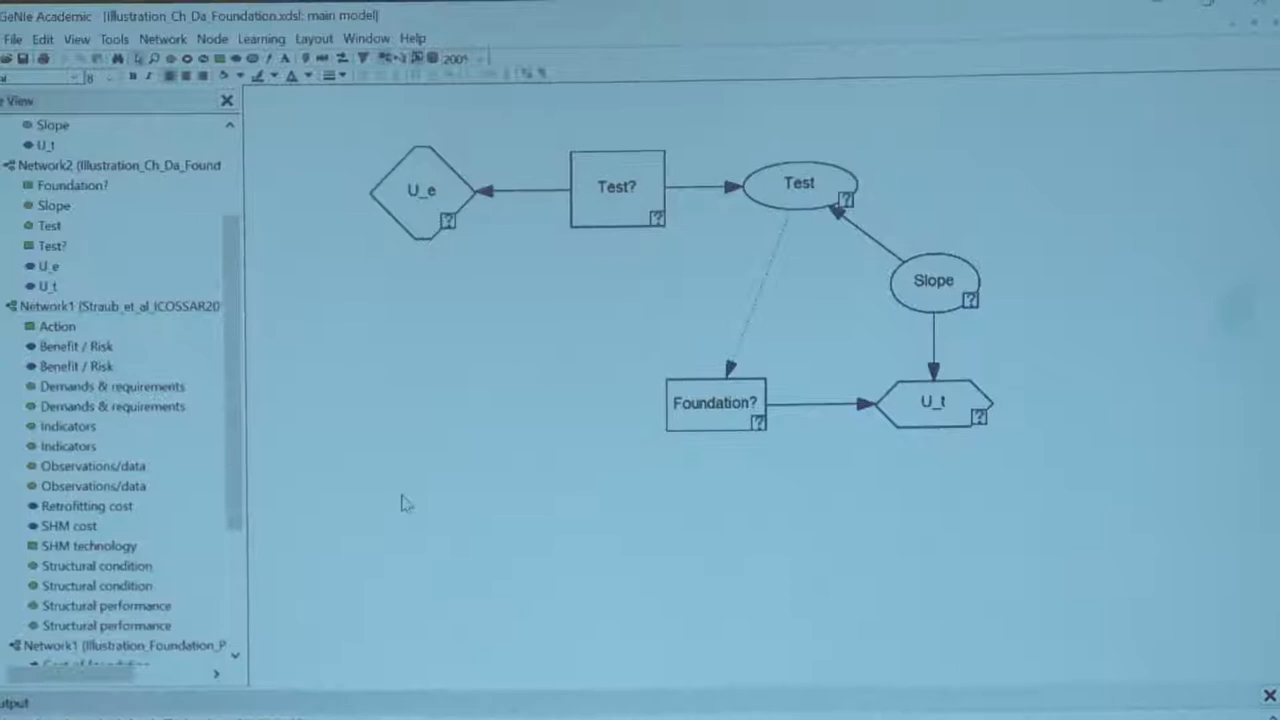 GeNIe Academic - [Illustration_Ch_Da_Foundation.xdsl: main model]
File Edit View Tools Network Node Learning Layout Window Help
200%
8 B I
View
Slope
U_t
Network2 (Illustration_Ch_Da_Found
Foundation?
Slope
Test
Test?
U_e
U_t
Network1 (Straub_et_al_ICOSSAR20
Action
Benefit / Risk
Benefit / Risk
Demands & requirements
Demands & requirements
Indicators
Indicators
Observations/data
Observations/data
Retrofitting cost
SHM cost
SHM technology
Structural condition
Structural condition
Structural performance
Structural performance
Network1 (Illustration_Foundation_P
U_e
?
Test?
?
Test
?
Slope
?
Foundation?
?
U_t
?
utput